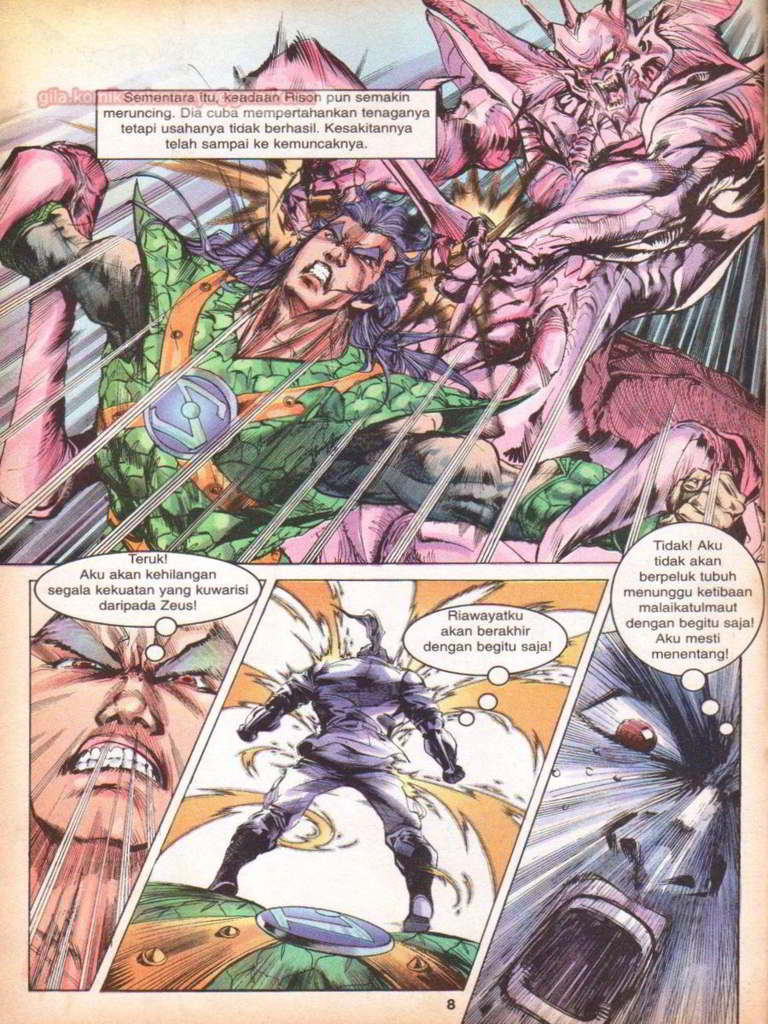 Sementara itu, keadaan Rison pun semakin
meruncing. Dia cuba mempertahankan tenaganya
tetapi usahanya tidak berhasil. Kesakitannya
telah sampai ke kemuncaknya.
Teruk!
Aku akan kehilangan
segala kekuatan yang kuwarisi
daripada Zeus!
Riawayatku
akan berakhir
dengan begitu saja!
Tidak! Aku
tidak akan
berpeluk tubuh
menunggu ketibaan
malaikatulmaut
dengan begitu saja!
Aku mesti
menentang!
8